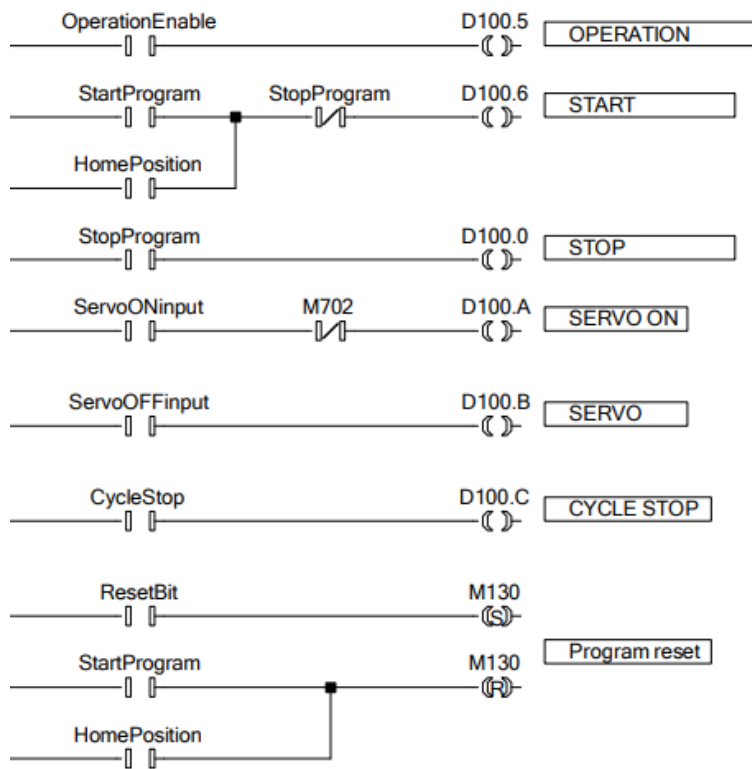 OperationEnable D100.5 OPERATION
StartProgram StopProgram D100.6 START
HomePosition
StopProgram D100.0 STOP
ServoONinput M702 D100.A SERVO ON
ServoOFFinput D100.B SERVO
CycleStop D100.C CYCLE STOP
ResetBit M130
S
Program reset
StartProgram M130
R
HomePosition